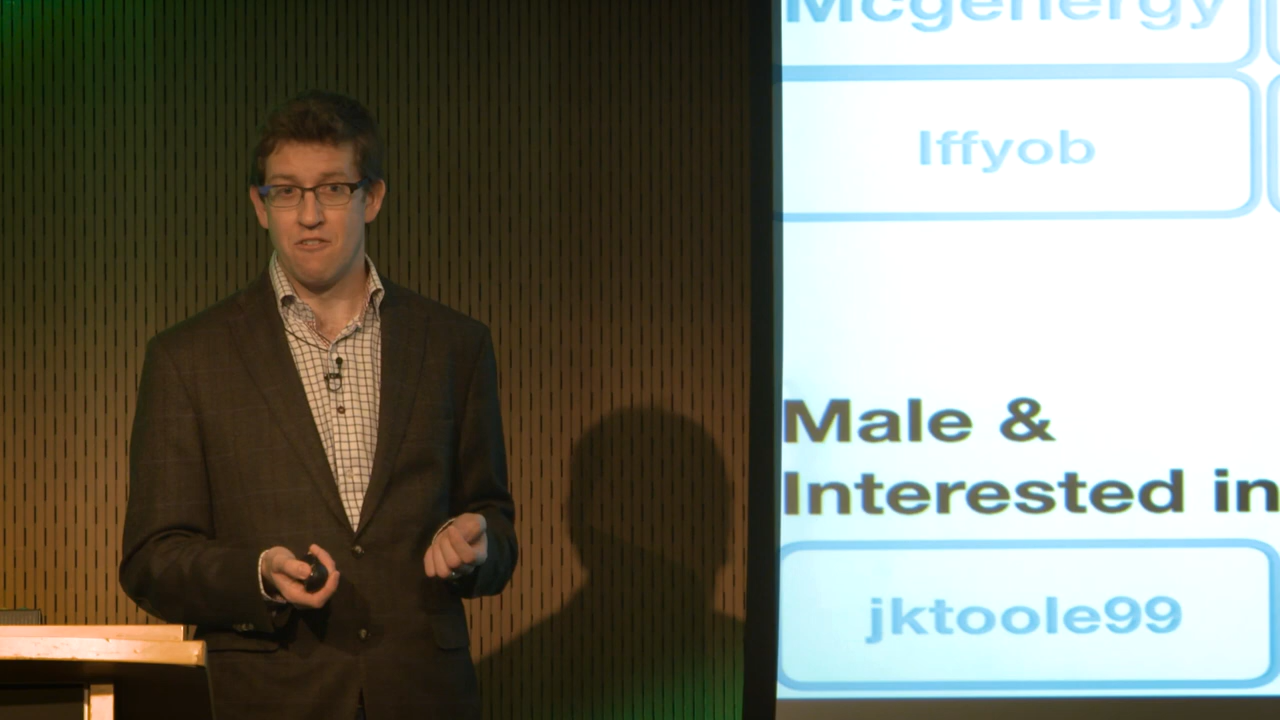 Mcgenergy
Iffyob
Male &
Interested in
jktoole99